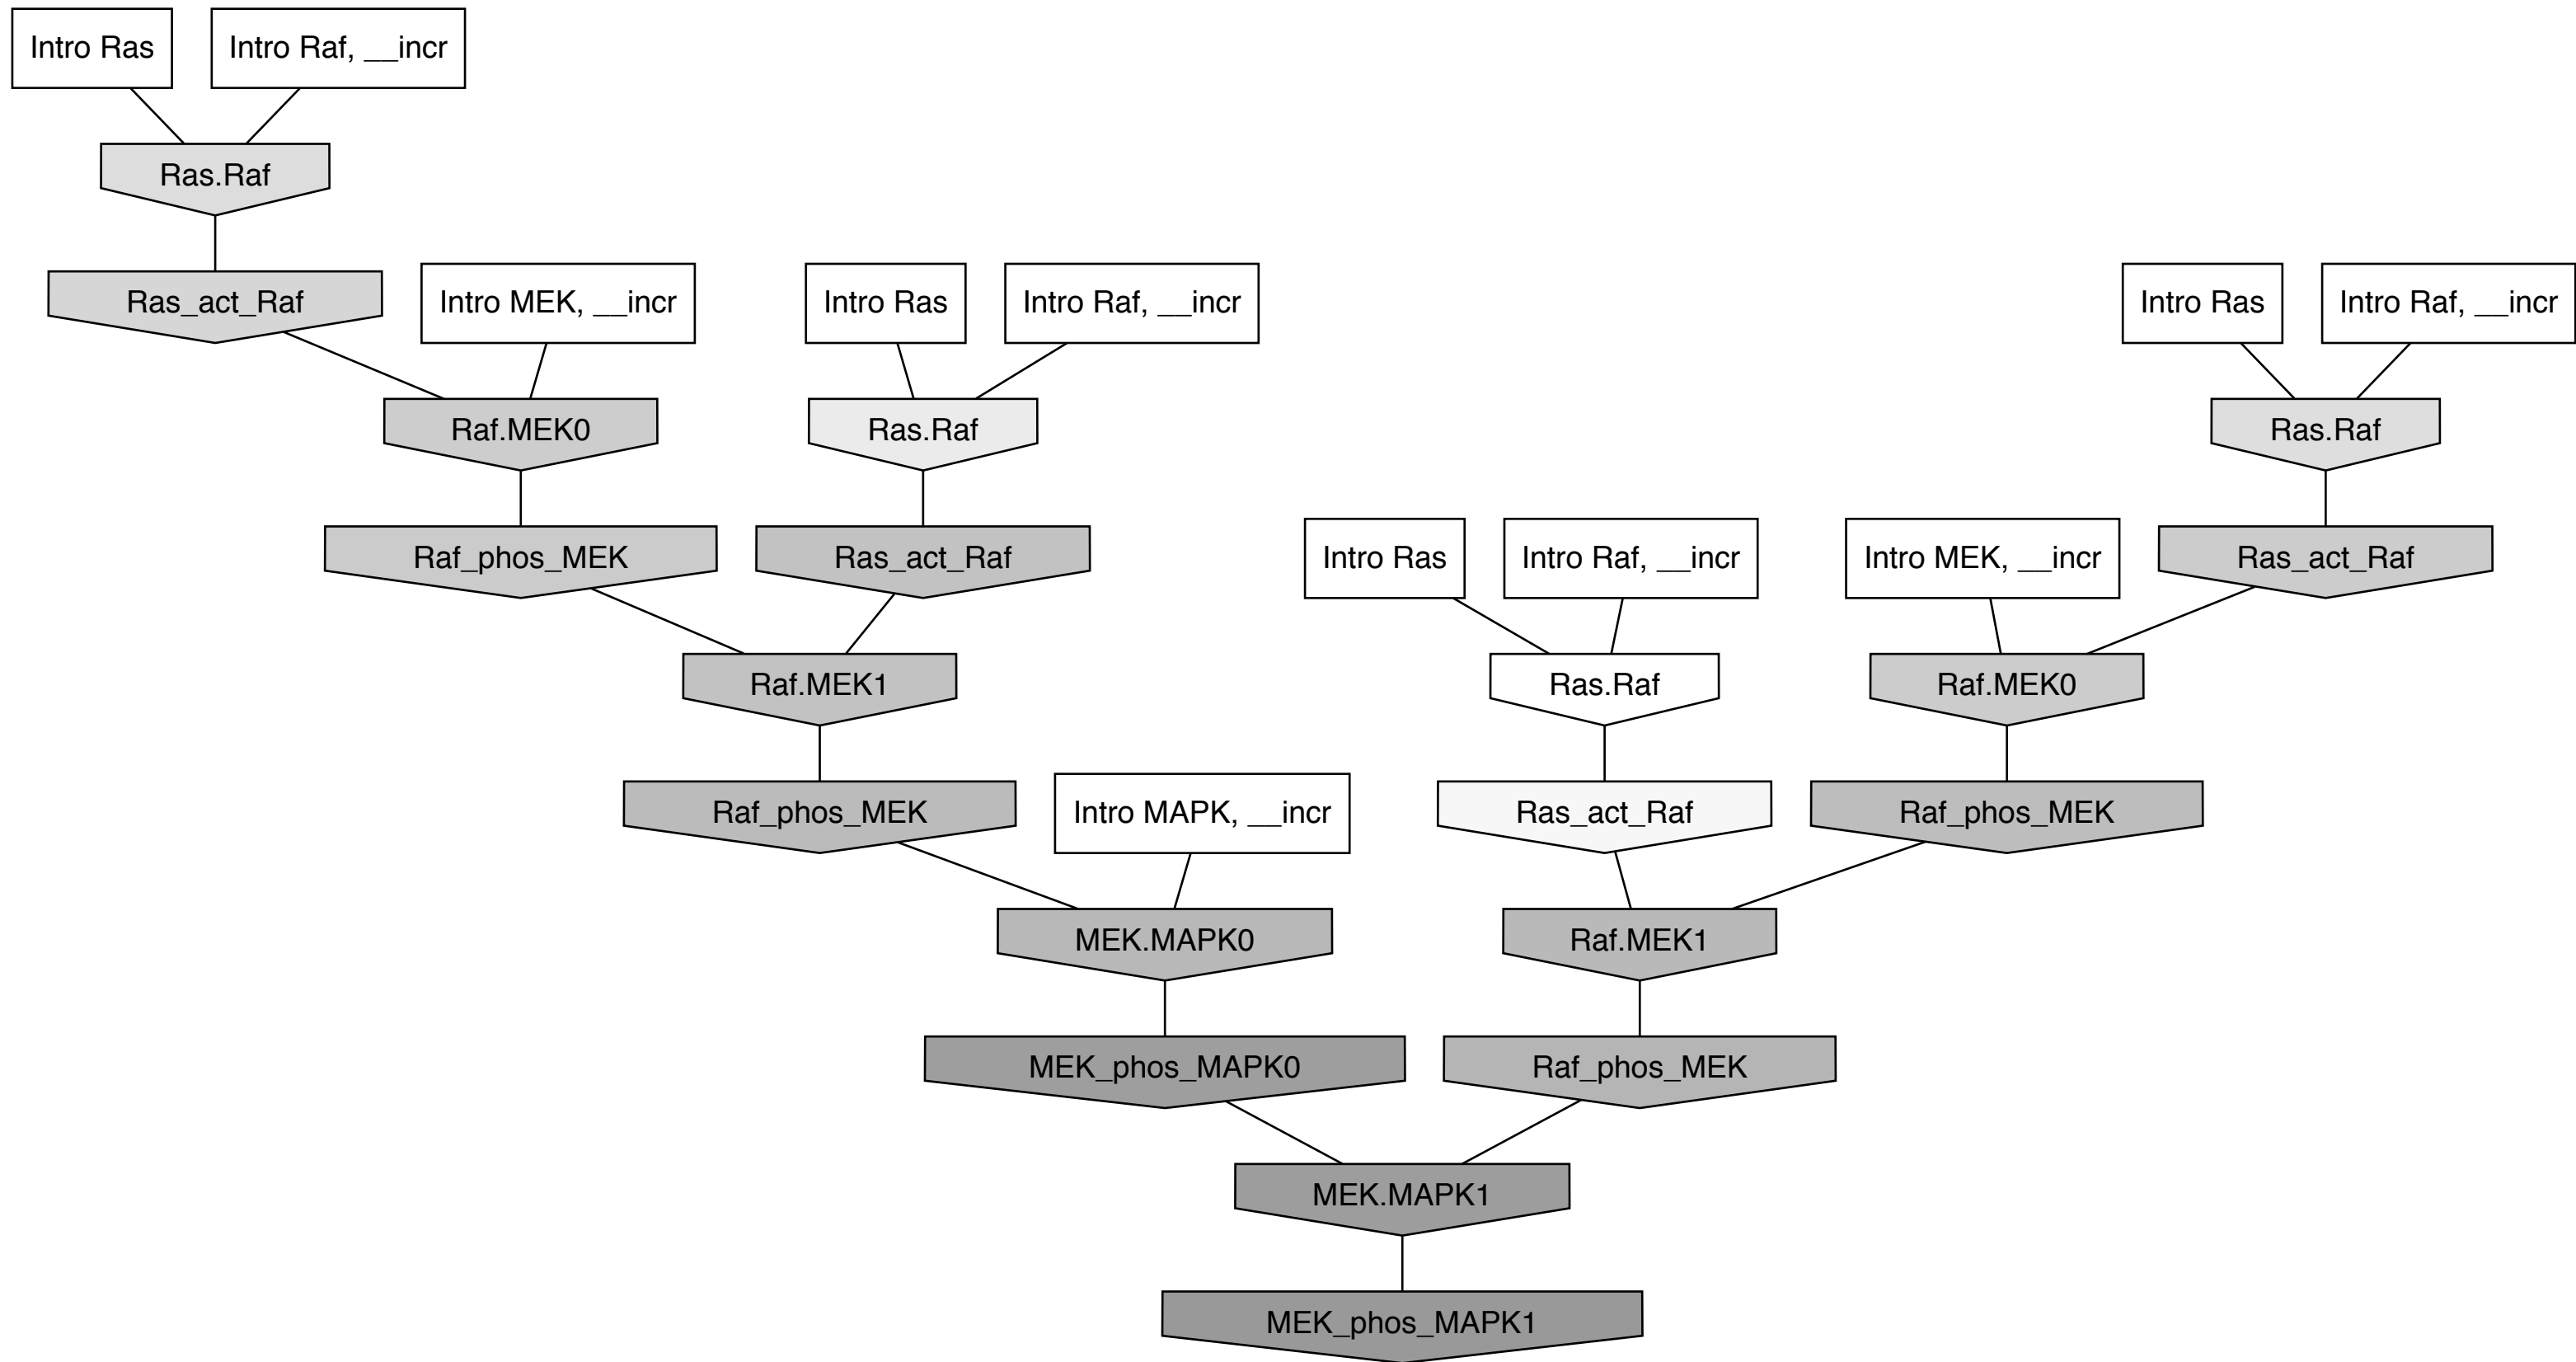 Intro Ras
Intro Raf, __incr
Ras.Raf
Ras_act_Raf
Intro MEK, __incr
Intro Ras
Intro Raf, __incr
Intro Ras
Intro Raf, __incr
Raf.MEK0
Ras.Raf
Ras.Raf
Raf_phos_MEK
Ras_act_Raf
Intro Ras
Intro Raf, __incr
Intro MEK, __incr
Ras_act_Raf
Raf.MEK1
Ras.Raf
Raf.MEK0
Raf_phos_MEK
Intro MAPK, __incr
Ras_act_Raf
Raf_phos_MEK
MEK.MAPK0
Raf.MEK1
MEK_phos_MAPK0
Raf_phos_MEK
MEK.MAPK1
MEK_phos_MAPK1